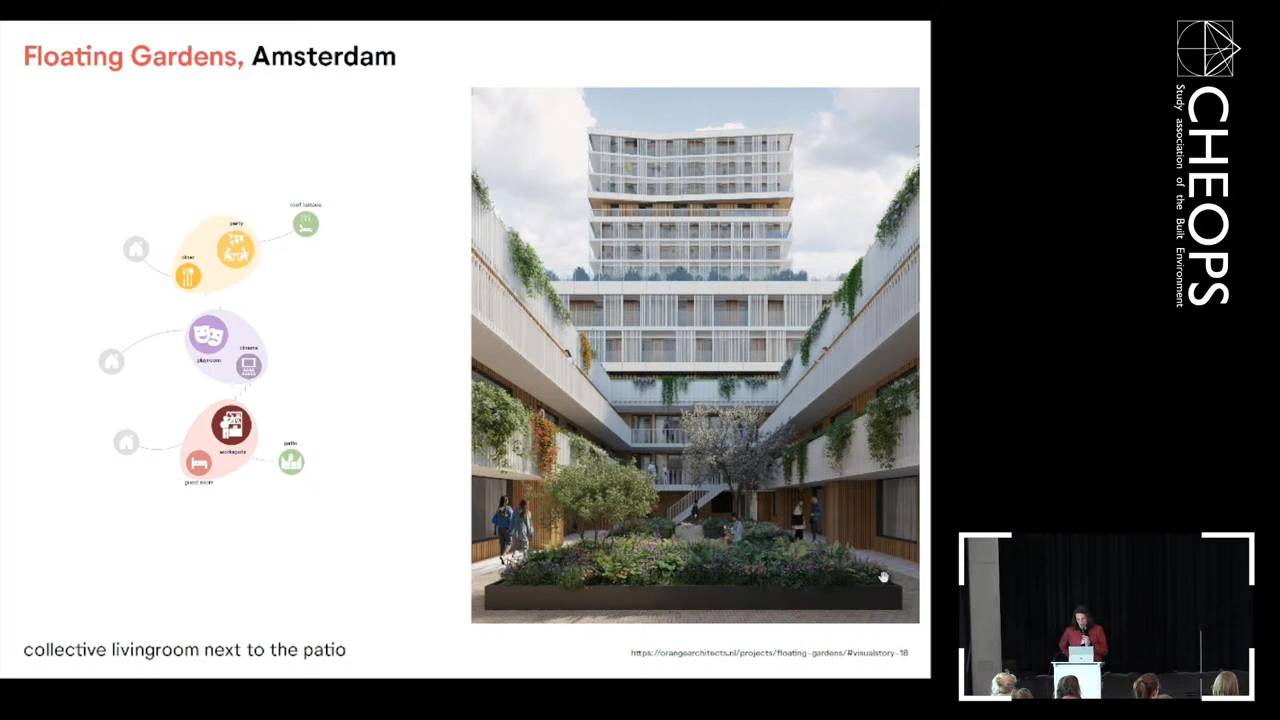 Floating Gardens, Amsterdam
roof terrace
party
diner
playroom
cinema
workspots
patio
guest room
collective livingroom next to the patio
https://orangearchitects.nl/projects/floating-gardens/#visualstory-18
CHEOPS
Study association of the Built Environment